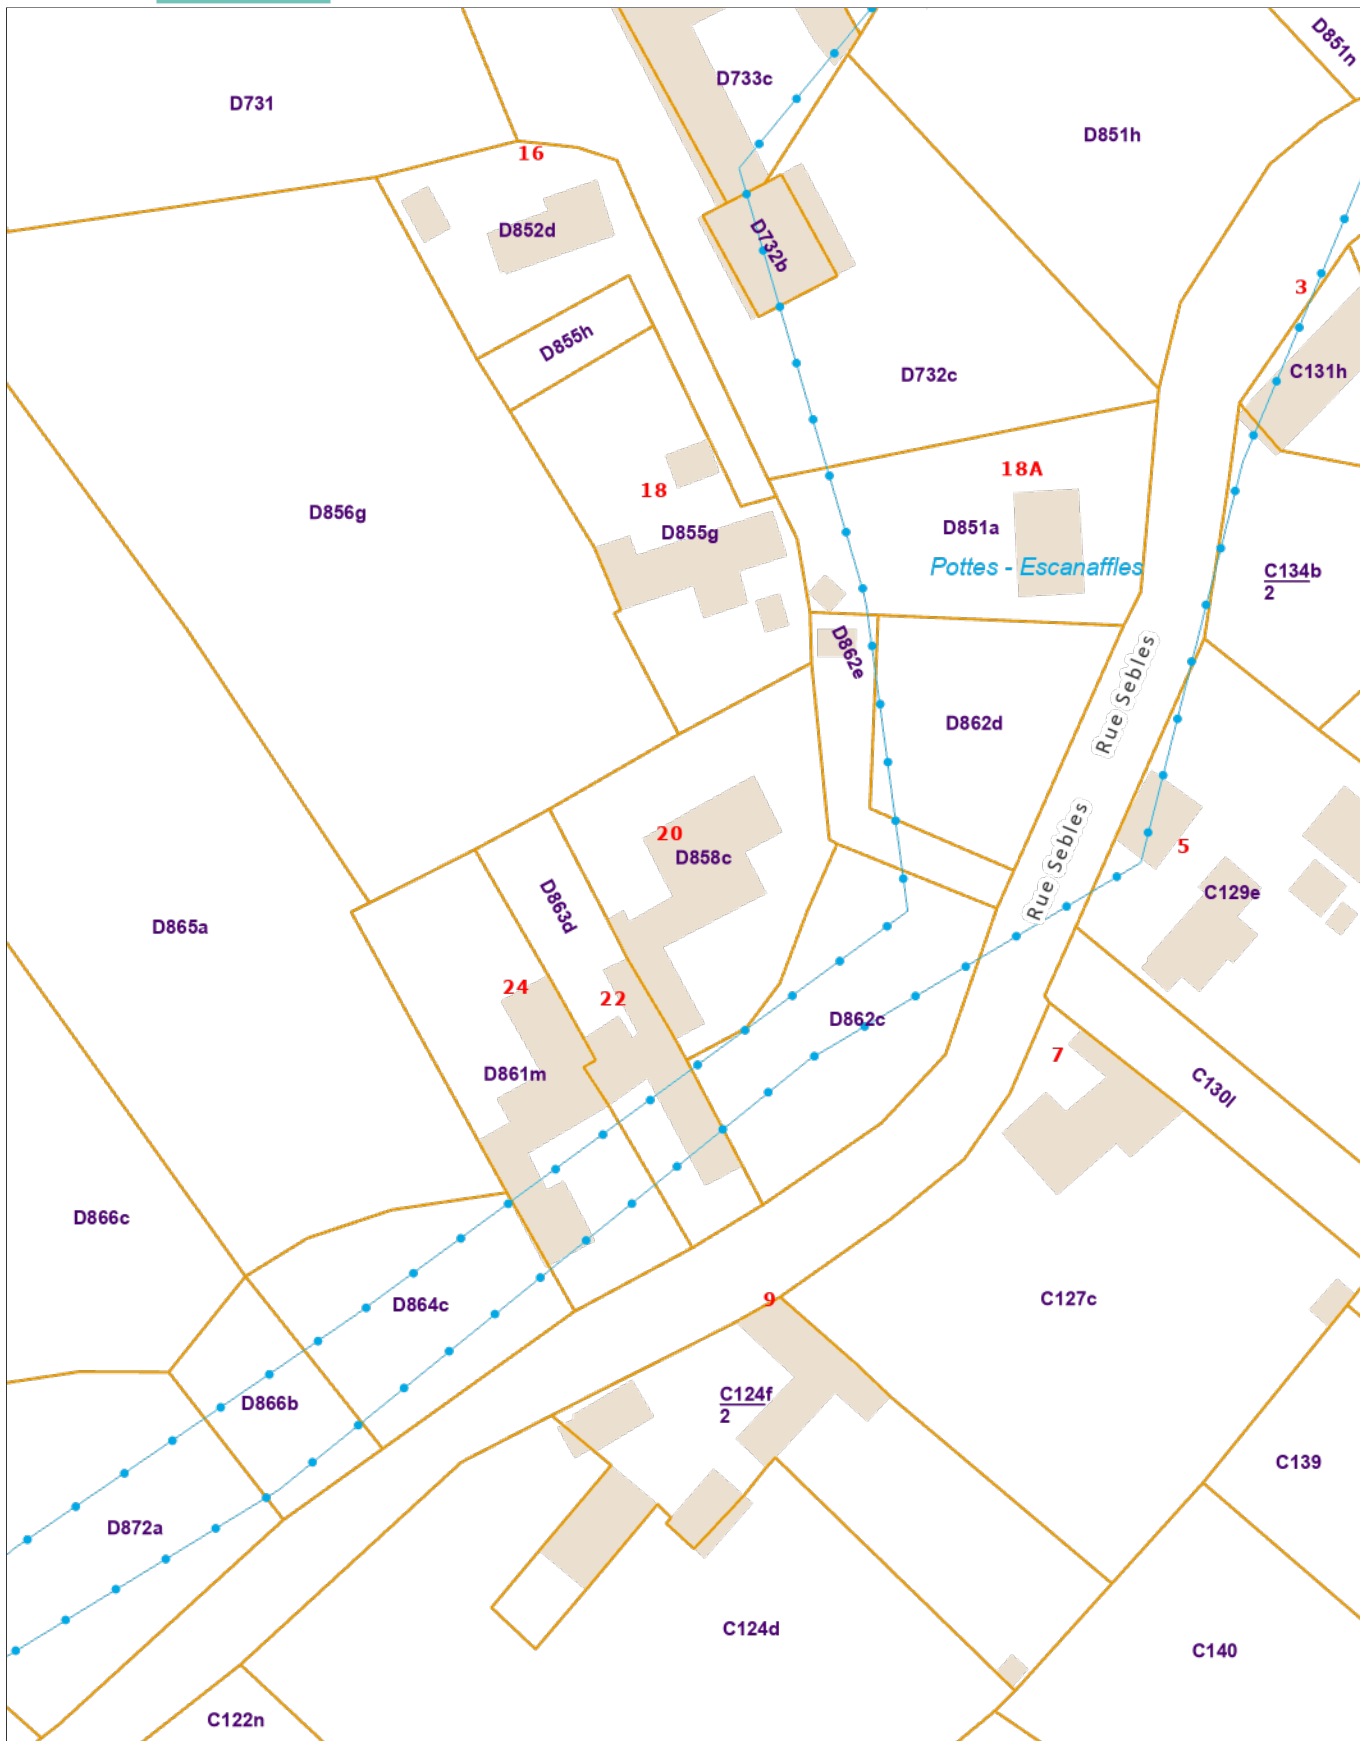 D851n
D733c
D731
D851h
16
D852d
D732b
3
D855h
C131h
D732c
18A
18
D856g
D851a
D855g
Pottes - Escanaffles
C134b
2
D862e
Rue Sebles
D862d
20
D858c
Rue Sebles
5
C129e
D863d
D865a
24
22
D862c
7
D861m
C130l
D866c
9
C127c
D864c
C124f
2
D866b
C139
D872a
C124d
C140
C122n